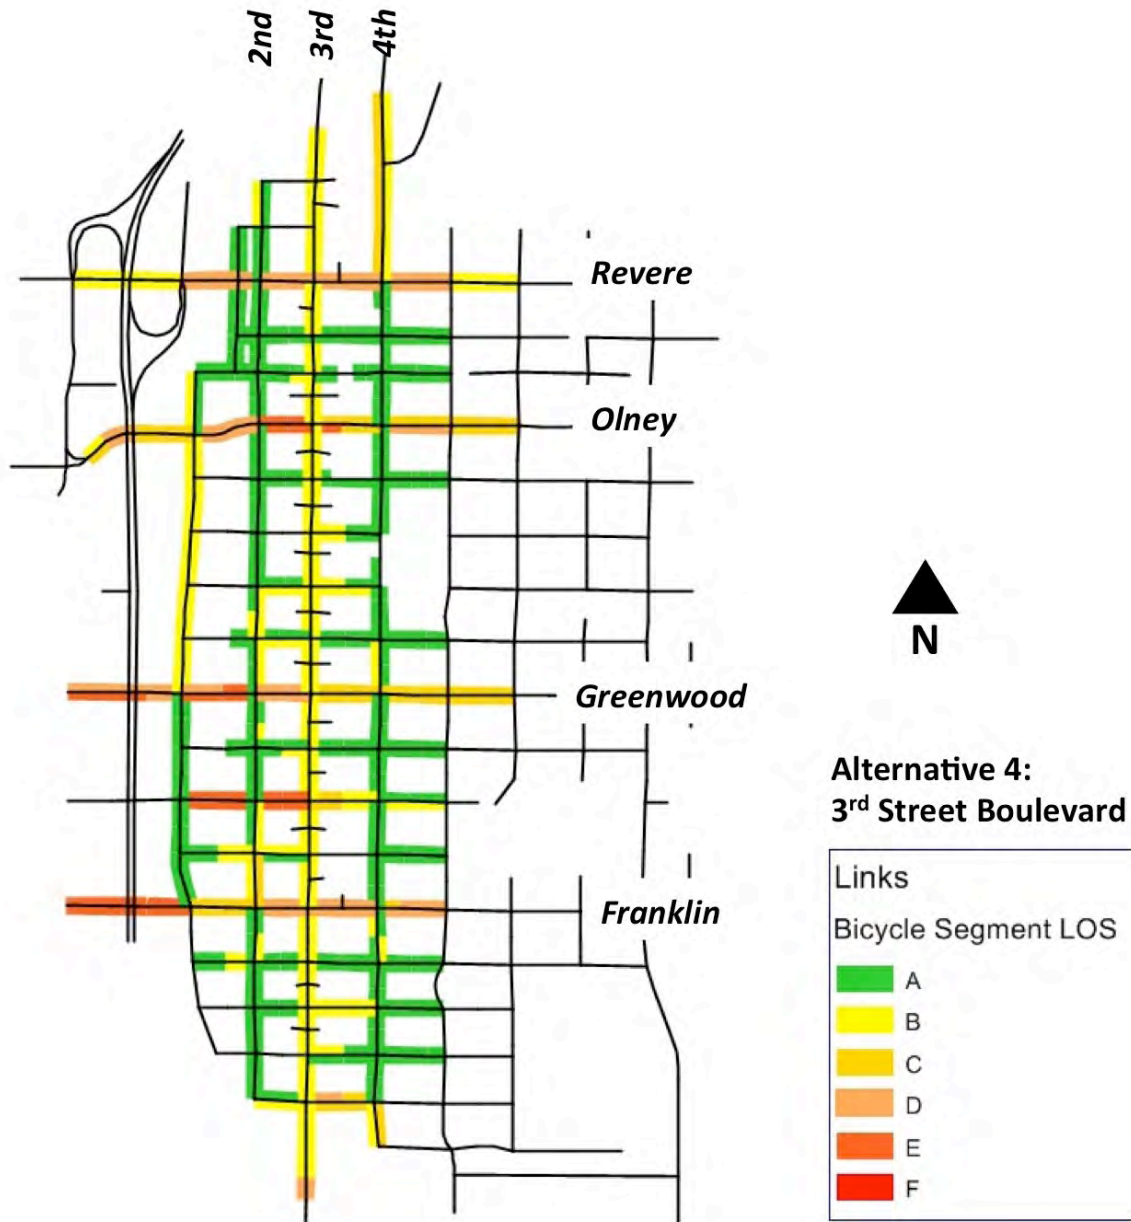 2nd
3rd
4th
Revere
Olney
N
Greenwood
Alternative 4:
3rd Street Boulevard
Links
Bicycle Segment LOS
A
B
C
D
E
F
Franklin